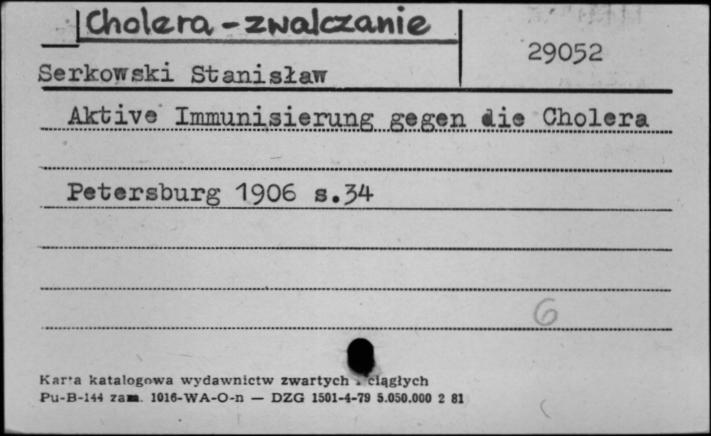 Cholera - zwalczanie
29052
Serkowski Stanisław
Aktive Immunisierung gegen die Cholera
Petersburg 1906 s.34
6
Karta katalogowa wydawnictw zwartych i ciągłych
Pu-B-144 zam. 1016-WA-O-n — DZG 1501-4-79 5.050.000 2 81